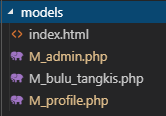 models
index.html
M_admin.php
M_bulu_tangkis.php
M_profile.php